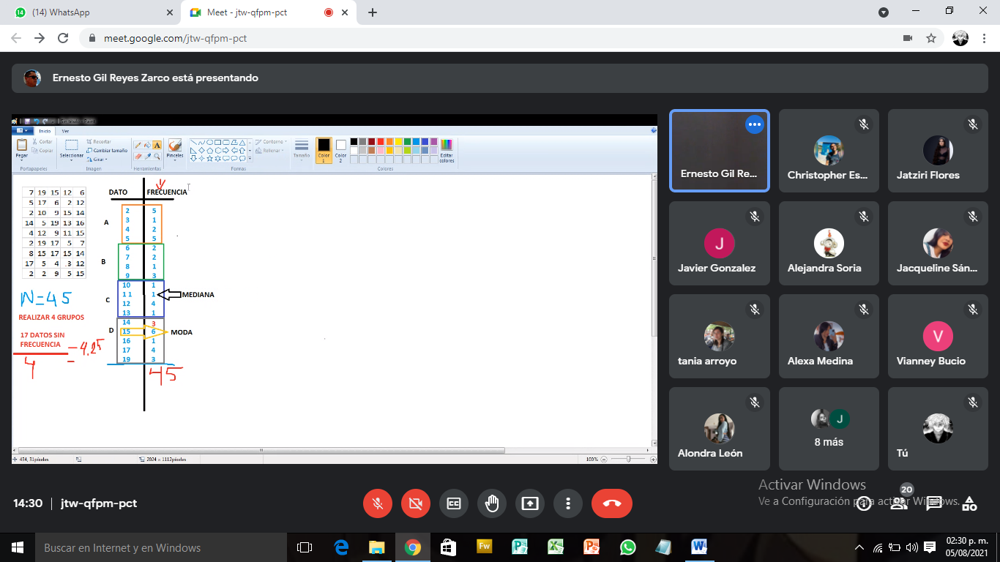 (14) WhatsApp
Meet - jtw-qfpm-pct
meet.google.com/jtw-qfpm-pct
Ernesto Gil Reyes Zarco está presentando
Inicio Ver
Pegar
Cortar
Copiar
Portapapeles
Seleccionar
Recortar
Cambiar tamaño
Girar
Imagen
Herramientas
Pinceles
Contorno
Rellenar
Formas
Tamaño
Color 1
Color 2
Editar colores
Colores
7 19 15 12 6
5 17 6 2 12
2 10 9 15 14
14 5 19 13 16
4 12 9 11 15
2 19 17 5 7
8 15 17 15 14
17 5 4 .3 12
2 2 9 5 15
N=45
REALIZAR 4 GRUPOS
17 DATOS SIN
FRECUENCIA
4
= 4.25
DATO FRECUENCIA
A
2 5
3 1
4 2
5 5
B
6 2
7 2
8 1
9 3
C
10 1
1 1 1 MEDIANA
12 4
13 1
D
14 3
15 6 MODA
16 1
17 4
19 3
45
434, 31píxeles
2024 × 1112píxeles
100%
Ernesto Gil Re...
Christopher Es...
Jatziri Flores
J
Javier Gonzalez
Alejandra Soria
Jacqueline Sán...
tania arroyo
Alexa Medina
V
Vianney Bucio
Alondra León
J
8 más
Tú
14:30 | jtw-qfpm-pct
20
Activar Windows
Ve a Configuración para activar Windows.
Buscar en Internet y en Windows
02:30 p. m.
05/08/2021